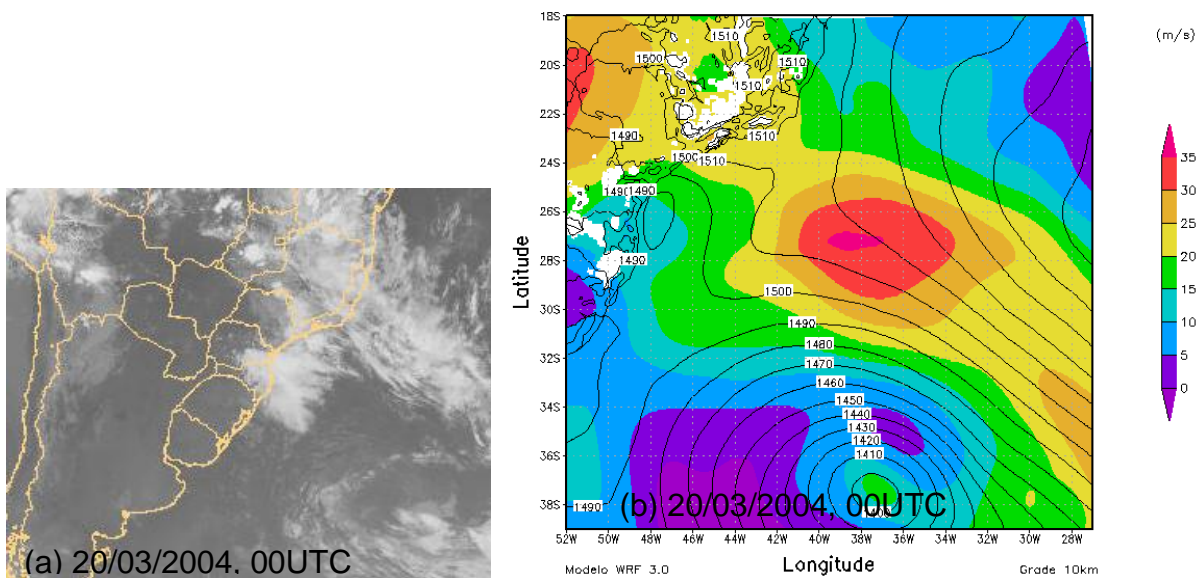 (a) 20/03/2004, 00UTC
(m/s)
18S
20S
22S
24S
26S
28S
30S
32S
34S
36S
38S
Latitude
1510
1500
1510
1510
1490
1510
1500
1510
1490
1490
1490
1500
1490
1480
1470
1460
1450
1440
1430
1420
1410
1400
1490
(b) 20/03/2004, 00UTC
52W 50W 48W 46W 44W 42W 40W 38W 36W 34W 32W 30W 28W
Longitude
Modelo WRF 3.0
Grade 10km
35
30
25
20
15
10
5
0